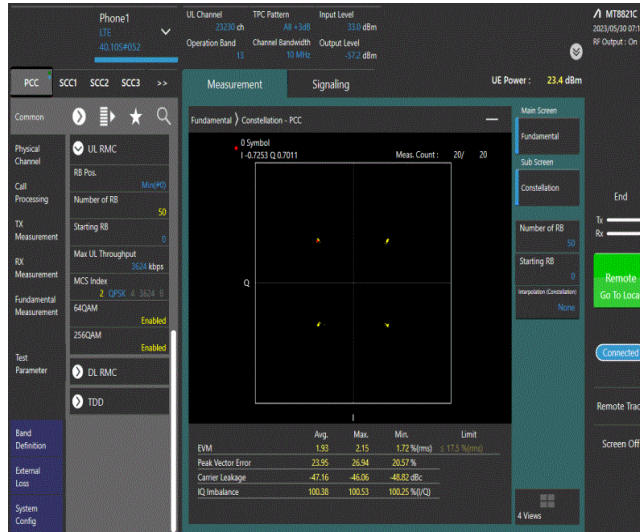 Phone1
LTE
40.10S#052
UL Channel
23230 ch
TPC Pattern
All +3dB
Input Level
33.0 dBm
Operation Band
13
Channel Bandwidth
10 MHz
Output Level
-57.2 dBm
MT8821C
2023/05/30 07:1
RF Output : On
PCC
SCC1
SCC2
SCC3
>>
Measurement
Signaling
UE Power : 23.4 dBm
Common
Physical
Channel
Call
Processing
TX
Measurement
RX
Measurement
Fundamental
Measurement
Test
Parameter
Band
Definition
External
Loss
System
Config
UL RMC
RB Pos.
Min(#0)
Number of RB
50
Starting RB
0
Max UL Throughput
3624 kbps
MCS Index
2 QPSK 4 3624 8
64QAM
Enabled
256QAM
Enabled
DL RMC
TDD
Fundamental 〉 Constellation - PCC
0 Symbol
I -0.7253 Q 0.7011
Meas. Count : 20/ 20
Q
I
Avg. Max. Min. Limit
EVM 1.93 2.15 1.72 %(rms) ≤ 17.5 %(rms)
Peak Vector Error 23.95 26.94 20.57 %
Carrier Leakage -47.16 -46.06 -48.82 dBc
IQ Imbalance 100.38 100.53 100.25 %(I/Q)
Main Screen
Fundamental
Sub Screen
Constellation
Number of RB
50
Starting RB
0
Interpolation (Constellation)
None
4 Views
End
Tx
Rx
Remote
Go To Loca
Connected
Remote Trac
Screen Off